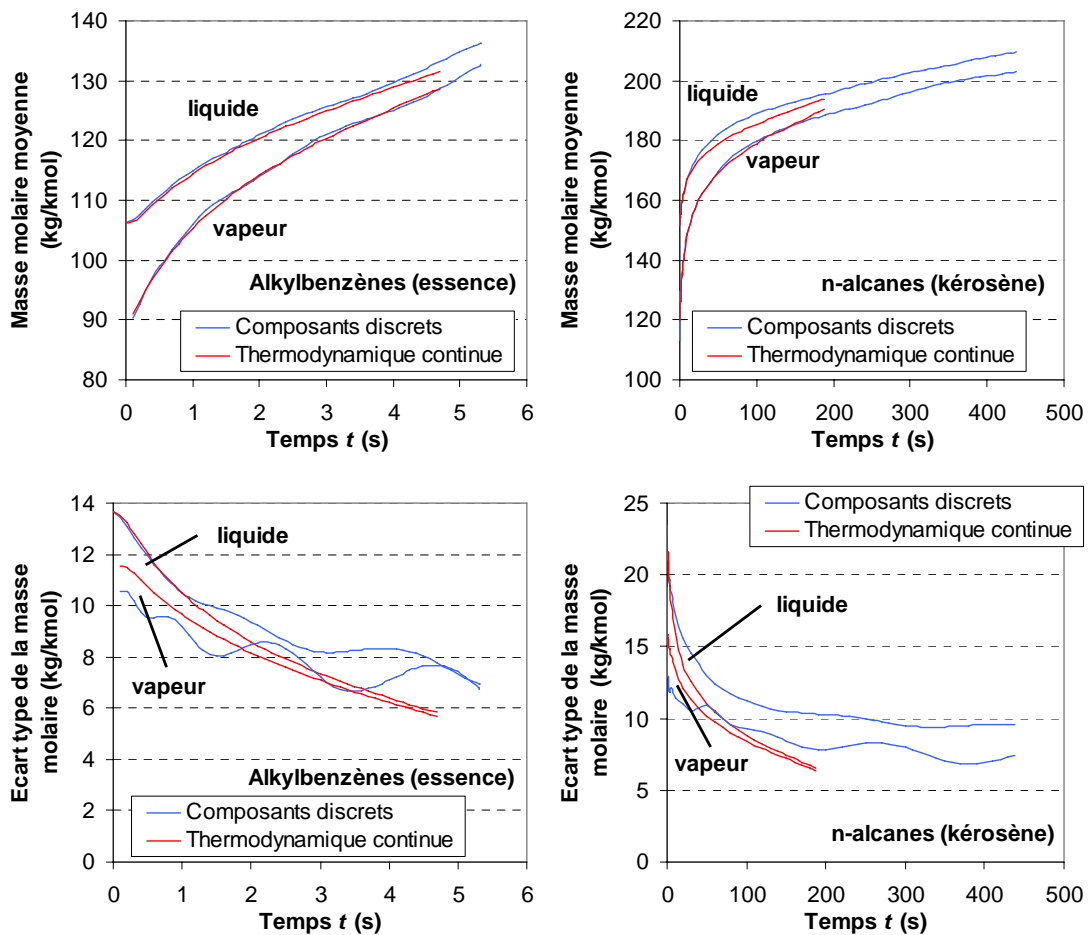 Masse molaire moyenne
(kg/kmol)
140
130
120
110
100
90
80
liquide
vapeur
Alkylbenzènes (essence)
Composants discrets
Thermodynamique continue
0
1
2
3
4
5
6
Temps t (s)
Masse molaire moyenne
(kg/kmol)
220
200
180
160
140
120
100
liquide
vapeur
n-alcanes (kérosène)
Composants discrets
Thermodynamique continue
0
100
200
300
400
500
Temps t (s)
Ecart type de la masse
molaire (kg/kmol)
14
12
10
8
6
4
2
0
liquide
vapeur
Alkylbenzènes (essence)
Composants discrets
Thermodynamique continue
0
1
2
3
4
5
6
Temps t (s)
Ecart type de la masse
molaire (kg/kmol)
25
20
15
10
5
0
Composants discrets
Thermodynamique continue
liquide
vapeur
n-alcanes (kérosène)
0
100
200
300
400
500
Temps t (s)